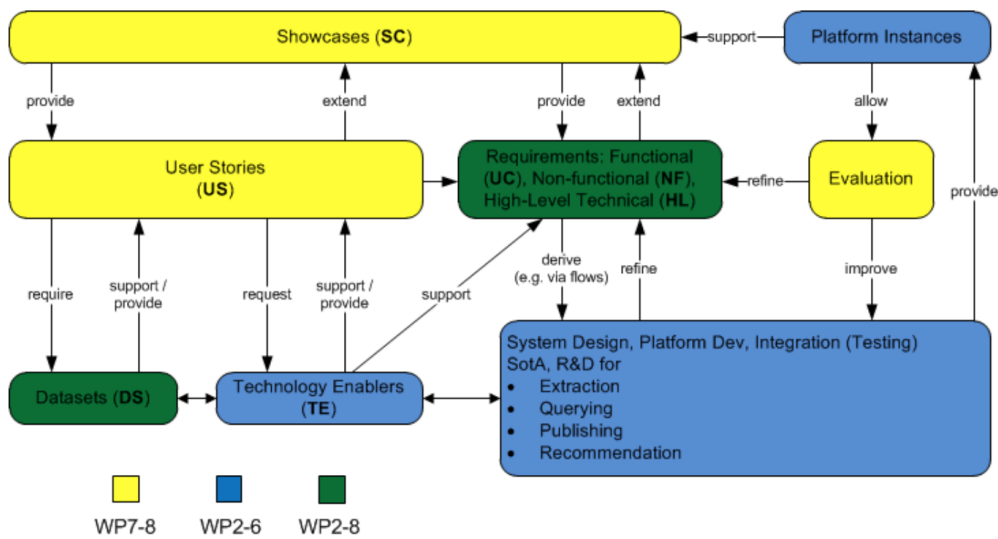 Showcases (SC)
support
Platform Instances
provide
extend
provide
extend
allow
User Stories
(US)
Requirements: Functional
(UC), Non-functional (NF),
High-Level Technical (HL)
refine
Evaluation
provide
require
support /
provide
request
support /
provide
support
derive
(e.g. via flows)
refine
improve
Datasets (DS)
Technology Enablers
(TE)
System Design, Platform Dev, Integration (Testing)
SotA, R&D for
• Extraction
• Querying
• Publishing
• Recommendation
WP7-8
WP2-6
WP2-8